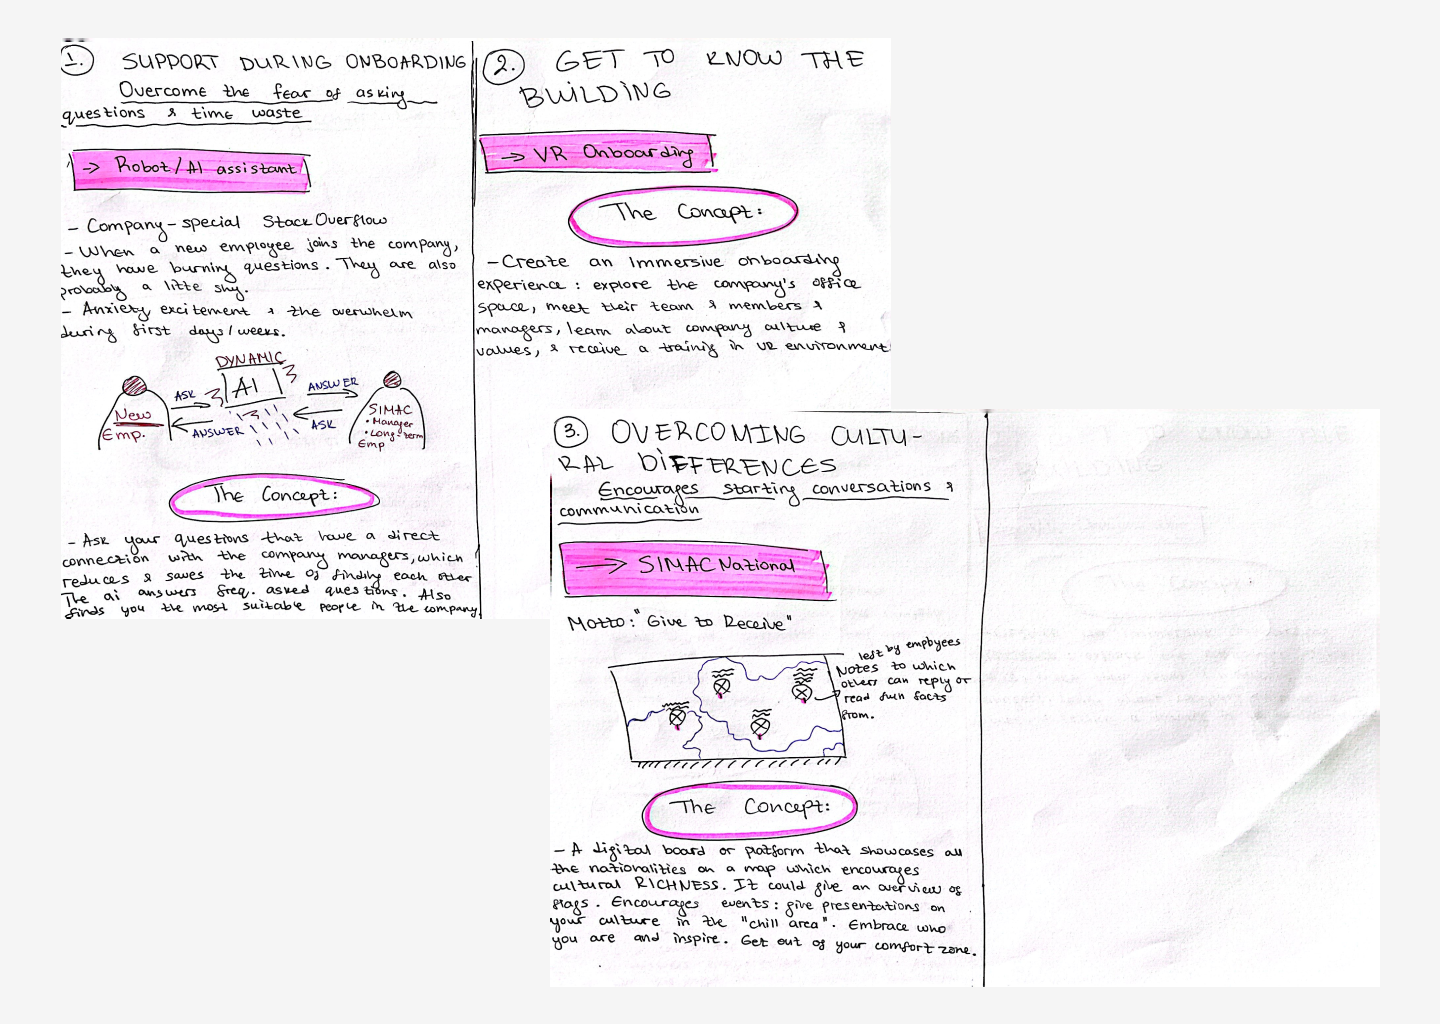 1. SUPPORT DURING ONBOARDING
Overcome the fear of asking
questions & time waste
→ Robot/AI assistant
- Company-special StackOverflow
- When a new employee joins the company,
they have burning questions. They are also
probably a litte shy.
- Anxiety, excitement & the overwhelm
during first days/weeks.
DYNAMIC
AI
ASK
ANSWER
New
Emp.
ANSWER
ASK
SIMAC
• Manager
• Long-term
Emp
The Concept:
- Ask your questions that have a direct
connection with the company managers, which
reduces & saves the time of finding each other
The ai answers freq. asked questions. Also
finds you the most suitable people in the company.
2. GET TO KNOW THE
BUILDING
→ VR Onboarding
The Concept:
- Create an Immersive onboarding
experience: explore the company's office
space, meet their team & members &
managers, learn about company culture &
values, & receive a training in VR environment
3. OVERCOMING CULTU-
RAL DIFFERENCES
Encourages starting conversations &
communication
→ SIMAC National
Motto: "Give to Receive"
left by employees
Notes to which
others can reply or
read fun facts
from.
The Concept:
- A digital board or platform that showcases all
the nationalities on a map which encourages
cultural RICHNESS. It could give an overview of
flags. Encourages events: give presentations on
your culture in the "chill area". Embrace who
you are and inspire. Get out of your comfort zone.